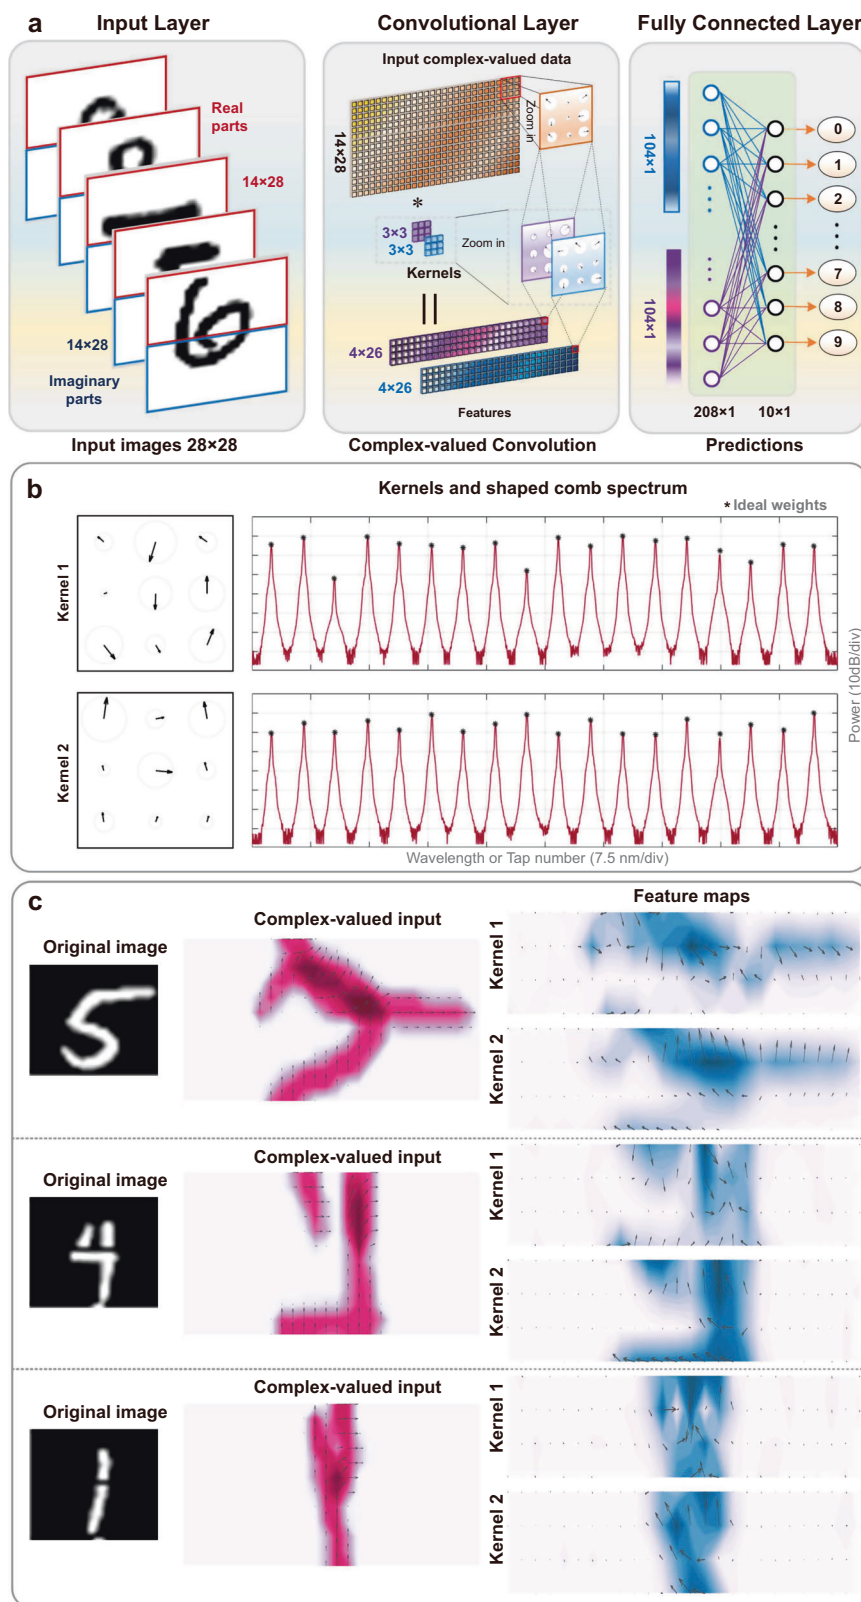 a
Input Layer
Convolutional Layer
Fully Connected Layer
Real
parts
14×28
14×28
Imaginary
parts
Input images 28×28
Input complex-valued data
14×28
Zoom in
*
3×3
3×3
Kernels
Zoom in
4×26
4×26
Features
Complex-valued Convolution
104×1
104×1
0
1
2
7
8
9
208×1
10×1
Predictions
b
Kernels and shaped comb spectrum
* Ideal weights
Kernel 1
Kernel 2
Power (10dB/div)
Wavelength or Tap number (7.5 nm/div)
c
Feature maps
Original image
Complex-valued input
Kernel 1
Kernel 2
Original image
Complex-valued input
Kernel 1
Kernel 2
Original image
Complex-valued input
Kernel 1
Kernel 2